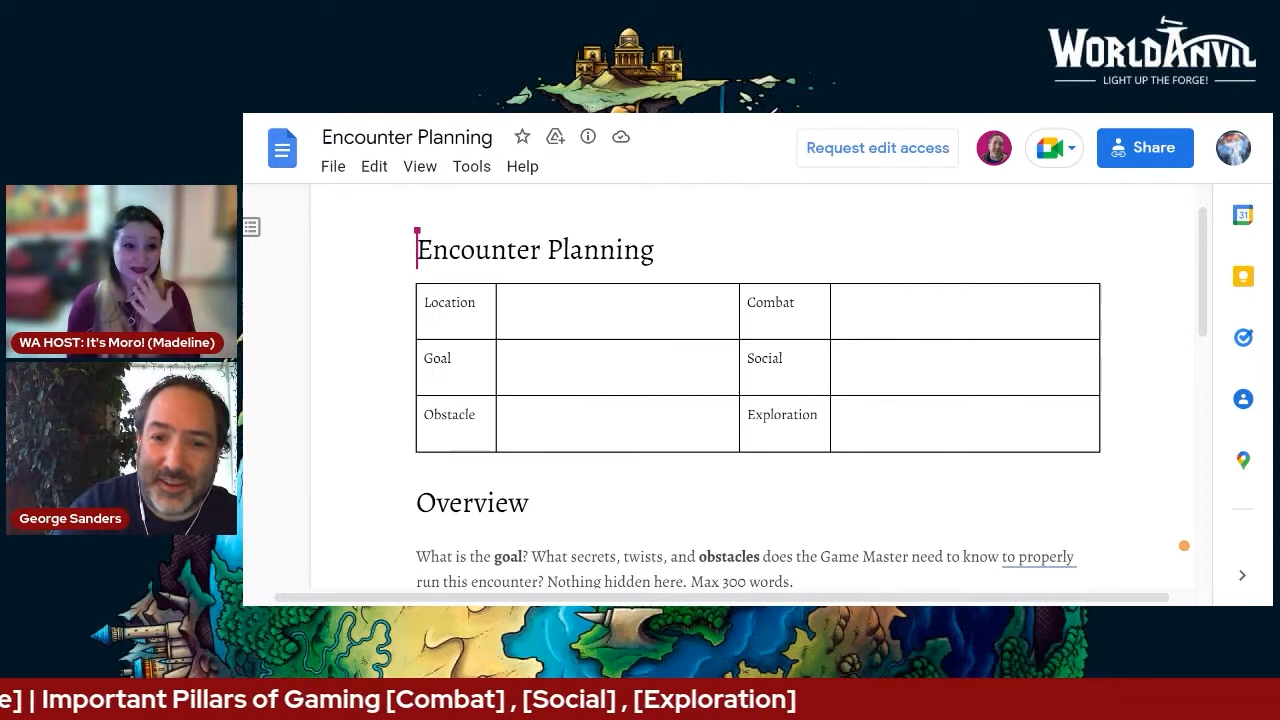 WORLDANVIL
LIGHT UP THE FORGE!
Encounter Planning
Request edit access
Share
File Edit View Tools Help
31
Encounter Planning
Location
Combat
Goal
Social
Obstacle
Exploration
Overview
What is the goal? What secrets, twists, and obstacles does the Game Master need to know to properly
run this encounter? Nothing hidden here. Max 300 words.
WA HOST: It's Moro! (Madeline)
George Sanders
e] | Important Pillars of Gaming [Combat] , [Social] , [Exploration]